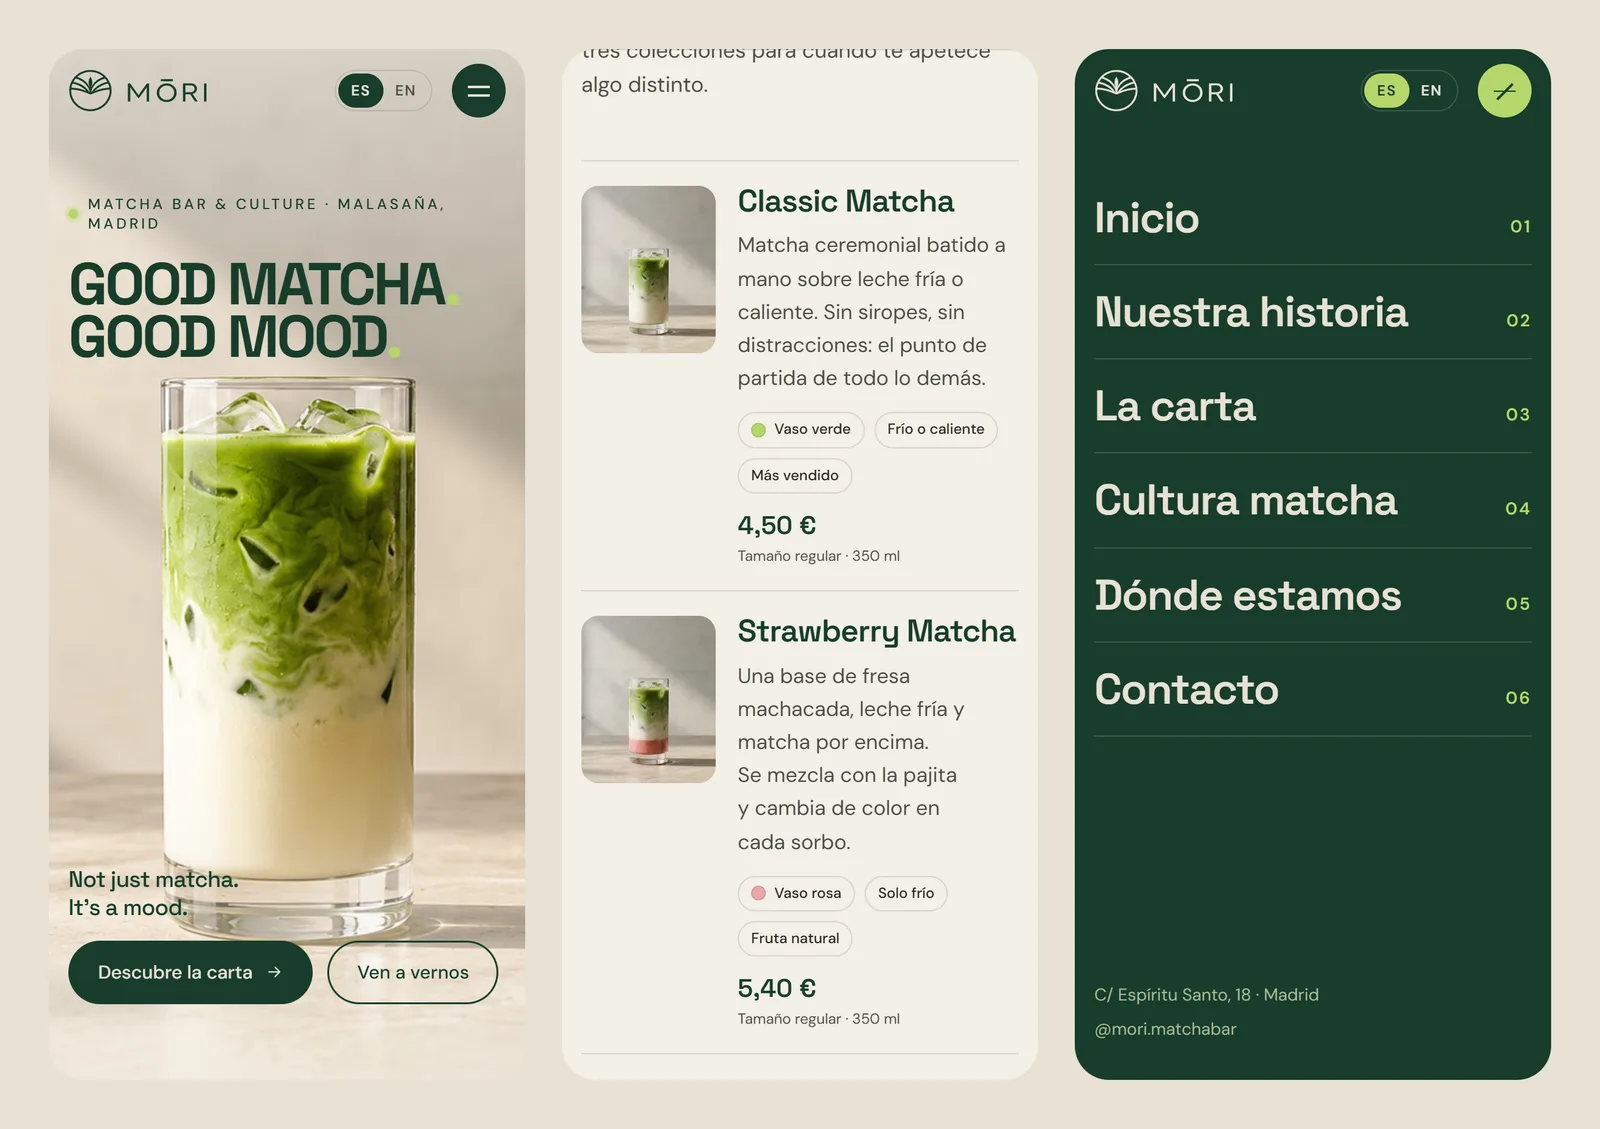 MŌRI
ES EN
MATCHA BAR & CULTURE · MALASAÑA,
MADRID
GOOD MATCHA.
GOOD MOOD.
Not just matcha.
It's a mood.
Descubre la carta →
Ven a vernos
tres colecciones para cuando te apetece
algo distinto.
Classic Matcha
Matcha ceremonial batido a
mano sobre leche fría o
caliente. Sin siropes, sin
distracciones: el punto de
partida de todo lo demás.
Vaso verde
Frío o caliente
Más vendido
4,50 €
Tamaño regular · 350 ml
Strawberry Matcha
Una base de fresa
machacada, leche fría y
matcha por encima.
Se mezcla con la pajita
y cambia de color en
cada sorbo.
Vaso rosa
Solo frío
Fruta natural
5,40 €
Tamaño regular · 350 ml
MŌRI
ES EN
Inicio 01
Nuestra historia 02
La carta 03
Cultura matcha 04
Dónde estamos 05
Contacto 06
C/ Espíritu Santo, 18 · Madrid
@mori.matchabar